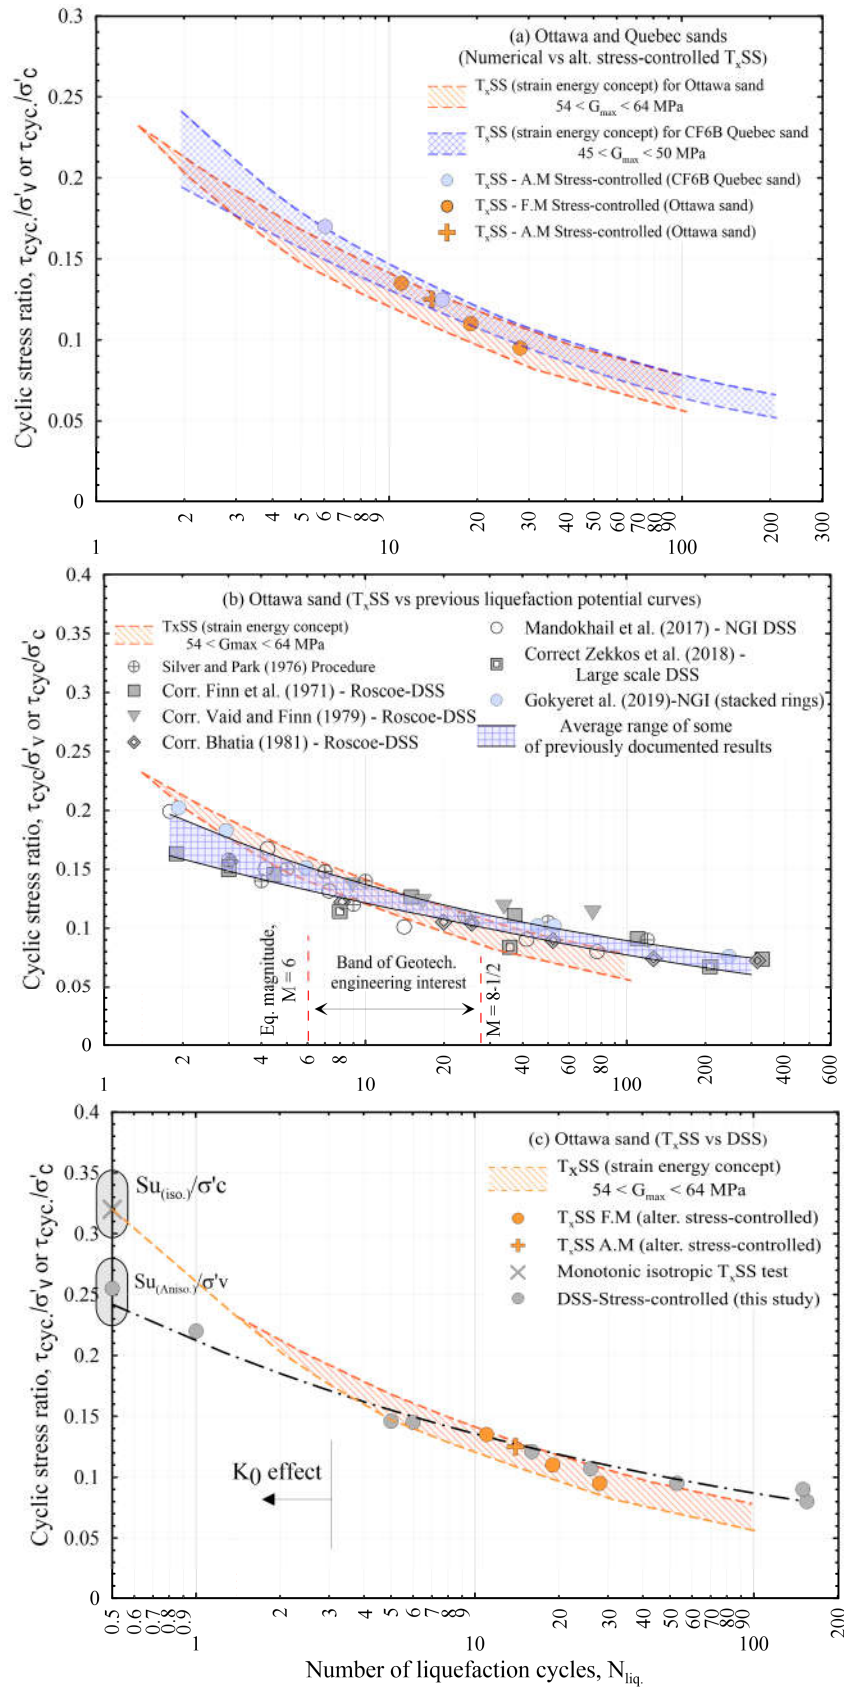 0.3
0.25
0.2
0.15
0.1
0.05
0
Cyclic stress ratio, τcyc./σ'v or τcyc./σ'c
(a) Ottawa and Quebec sands
(Numerical vs alt. stress-controlled TxSS)
TxSS (strain energy concept) for Ottawa sand
54 < Gmax < 64 MPa
TxSS (strain energy concept) for CF6B Quebec sand
45 < Gmax < 50 MPa
TxSS - A.M Stress-controlled (CF6B Quebec sand)
TxSS - F.M Stress-controlled (Ottawa sand)
TxSS - A.M Stress-controlled (Ottawa sand)
2 3 4 5 6 7 8 9 20 30 40 50 60 70 80 90 200 300
1 10 100
0.4
0.35
0.3
0.25
0.2
0.15
0.1
0.05
0
Cyclic stress ratio, τcyc/σ'v or τcyc/σ'c
(b) Ottawa sand (TxSS vs previous liquefaction potential curves)
TxSS (strain energy concept)
54 < Gmax < 64 MPa
Silver and Park (1976) Procedure
Corr. Finn et al. (1971) - Roscoe-DSS
Corr. Vaid and Finn (1979) - Roscoe-DSS
Corr. Bhatia (1981) - Roscoe-DSS
Mandokhail et al. (2017) - NGI DSS
Correct Zekkos et al. (2018) -
Large scale DSS
Gokyeret al. (2019)-NGI (stacked rings)
Average range of some
of previously documented results
Eq. magnitude,
M = 6
Band of Geotech.
engineering interest
M = 8-1/2
2 4 6 8 20 40 60 200 400 600
1 10 100
0.4
0.35
0.3
0.25
0.2
0.15
0.1
0.05
0
Cyclic stress ratio, τcyc./σ'v or τcyc./σ'c
(c) Ottawa sand (TxSS vs DSS)
TxSS (strain energy concept)
54 < Gmax < 64 MPa
TxSS F.M (alter. stress-controlled)
TxSS A.M (alter. stress-controlled)
Monotonic isotropic TxSS test
DSS-Stress-controlled (this study)
Su(iso.)/σ'c
Su(Aniso.)/σ'v
K0 effect
0.5 0.6 0.7 0.8 0.9 2 3 4 5 6 7 8 9 20 30 40 50 60 70 80 90 200
1 10 100
Number of liquefaction cycles, Nliq.